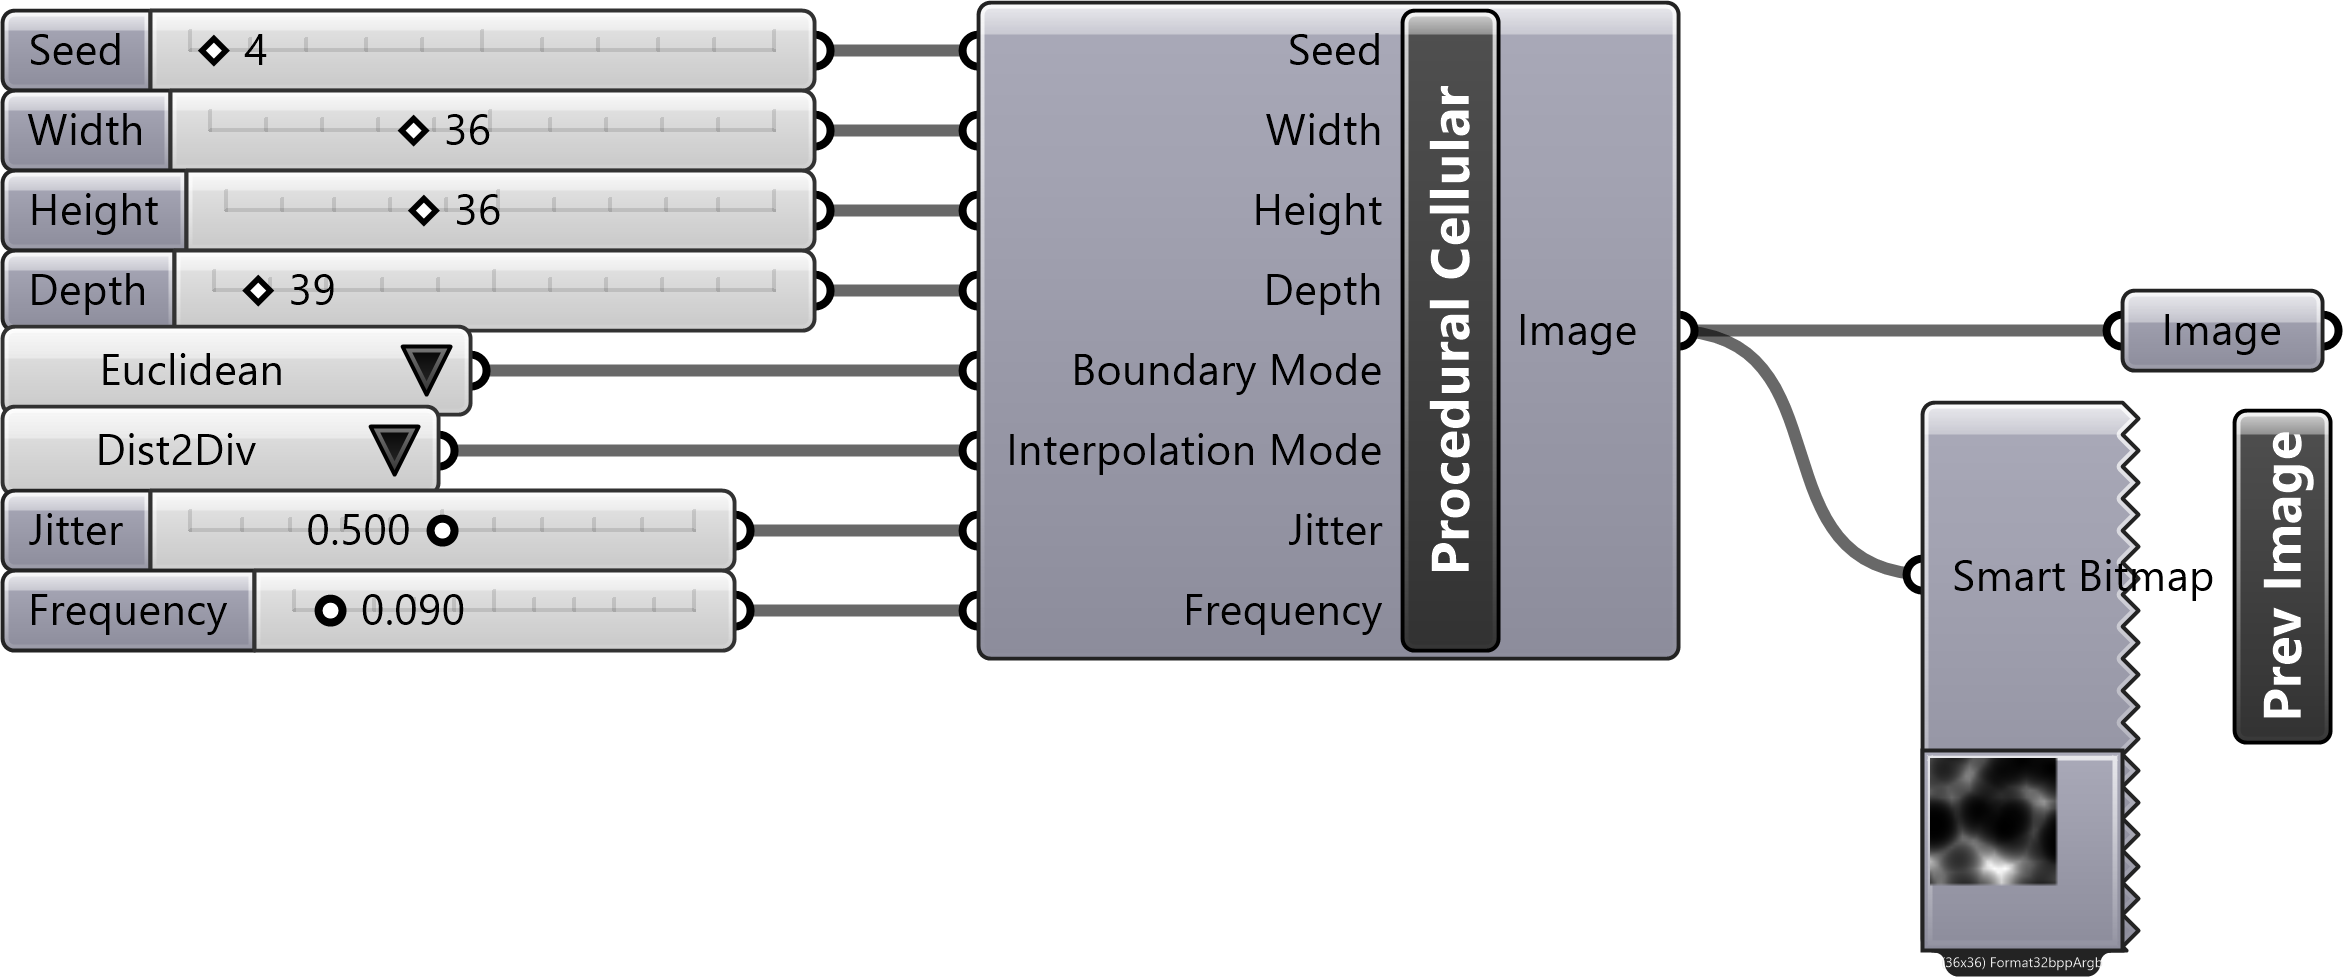 Seed 4
Width 36
Height 36
Depth 39
Euclidean
Dist2Div
Jitter 0.500
Frequency 0.090
Seed
Width
Height
Depth
Boundary Mode
Interpolation Mode
Jitter
Frequency
Procedural Cellular
Image
Image
Smart Bitmap
Prev Image
36x36) Format32bppArgb